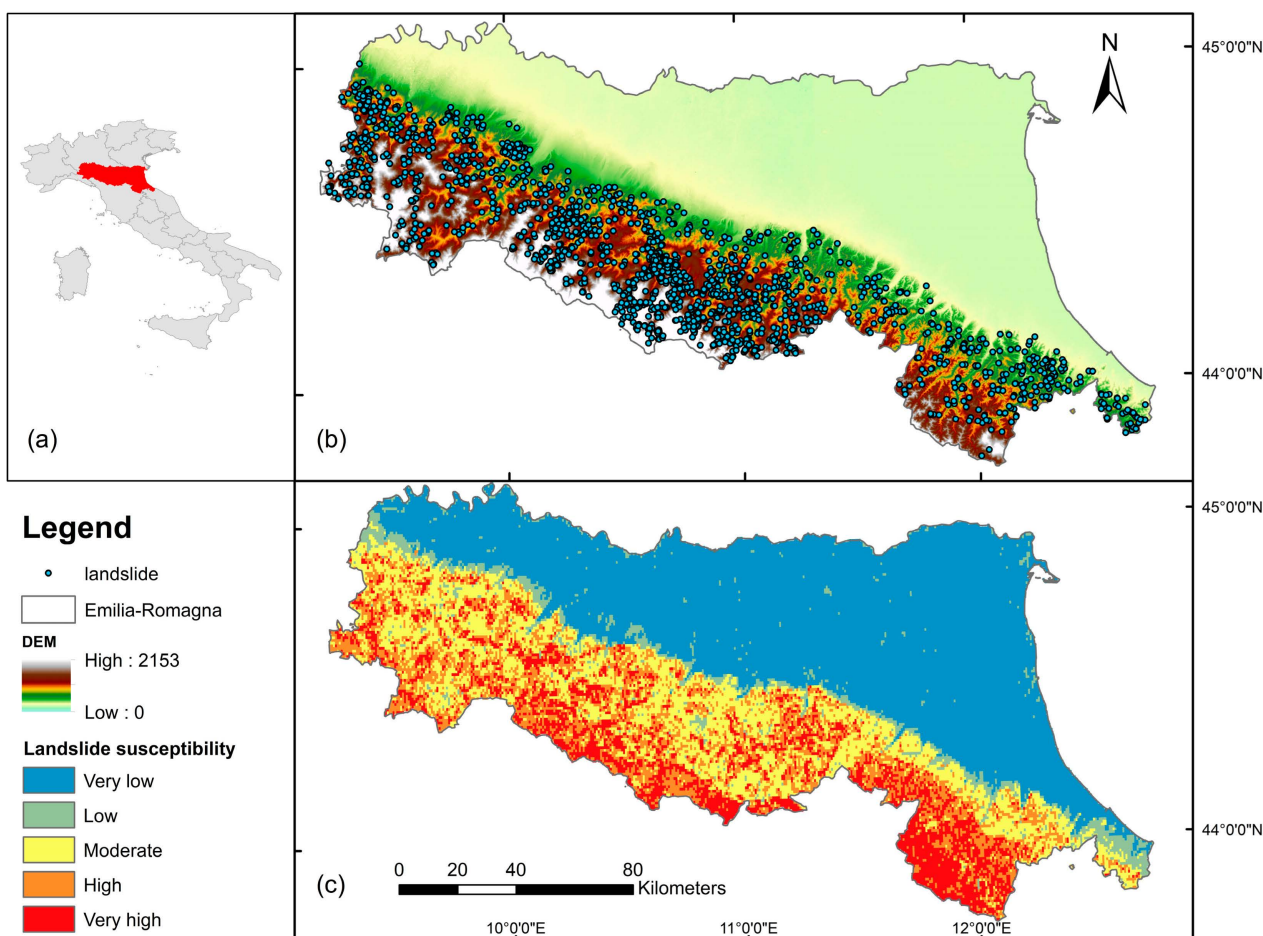 N
45°0'0"N
44°0'0"N
(a)
(b)
Legend
landslide
Emilia-Romagna
DEM
High : 2153
Low : 0
Landslide susceptibility
Very low
Low
Moderate
High
Very high
45°0'0"N
44°0'0"N
0 20 40 80
Kilometers
(c)
10°0'0"E 11°0'0"E 12°0'0"E